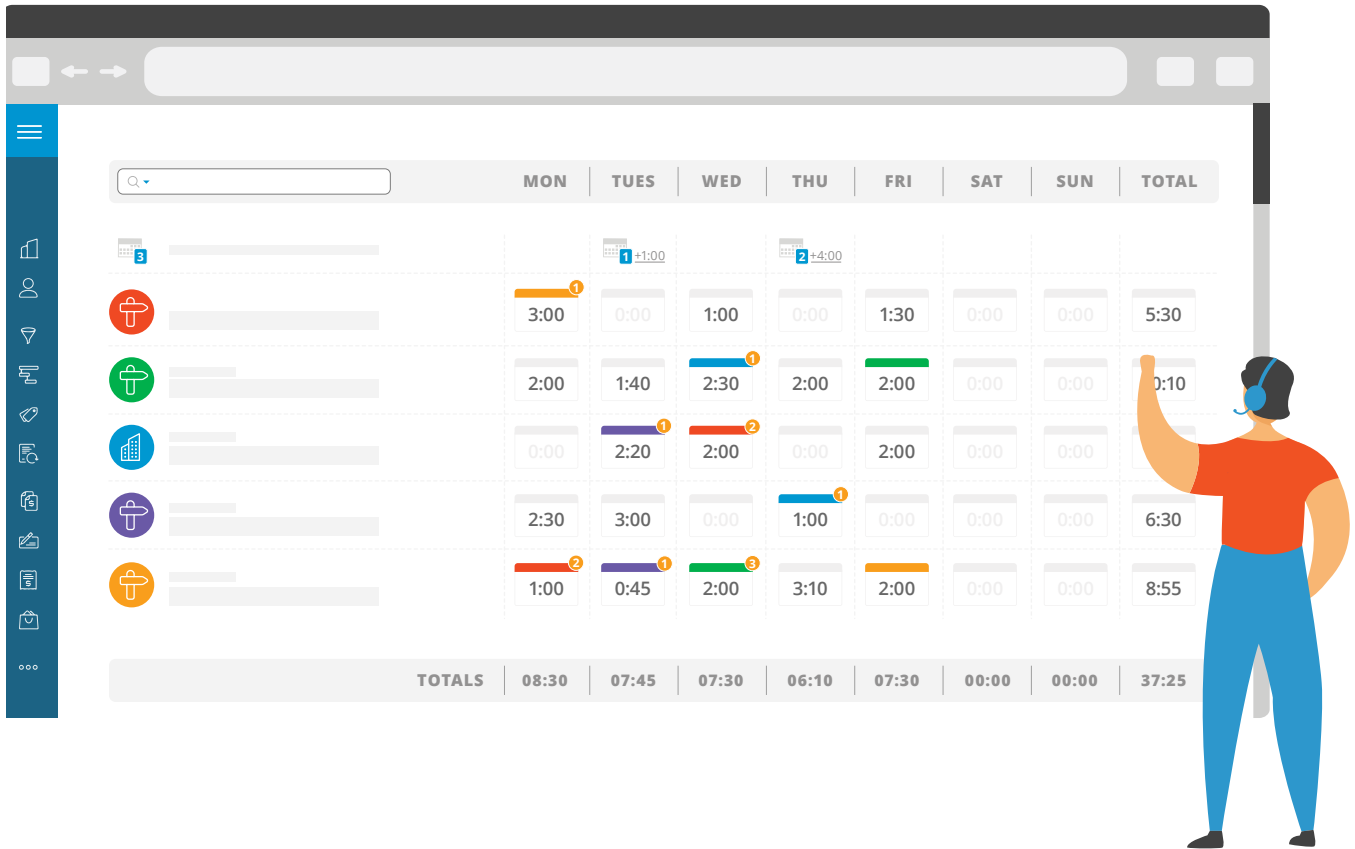 MON TUES WED THU FRI SAT SUN TOTAL
3 1 +1:00 2 +4:00
1
3:00 0:00 1:00 0:00 1:30 0:00 0:00 5:30
1
2:00 1:40 2:30 2:00 2:00 0:00 0:00 0:10
1 2
0:00 2:20 2:00 0:00 2:00 0:00 0:00
1
2:30 3:00 0:00 1:00 0:00 0:00 0:00 6:30
2 1 3
1:00 0:45 2:00 3:10 2:00 0:00 0:00 8:55
TOTALS 08:30 07:45 07:30 06:10 07:30 00:00 00:00 37:25